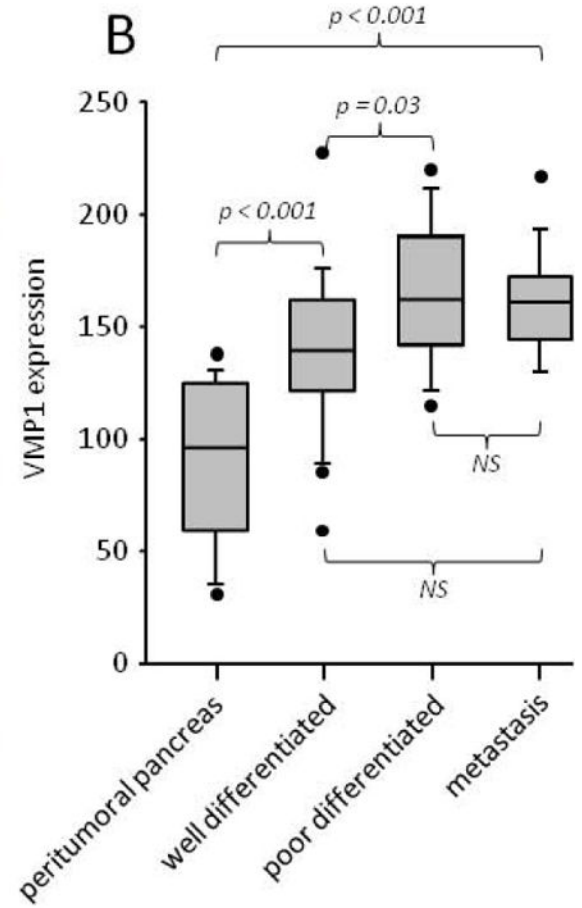 B
p < 0.001
p = 0.03
p < 0.001
250
200
150
100
50
0
VMP1 expression
NS
NS
peritumoral pancreas
well differentiated
poor differentiated
metastasis